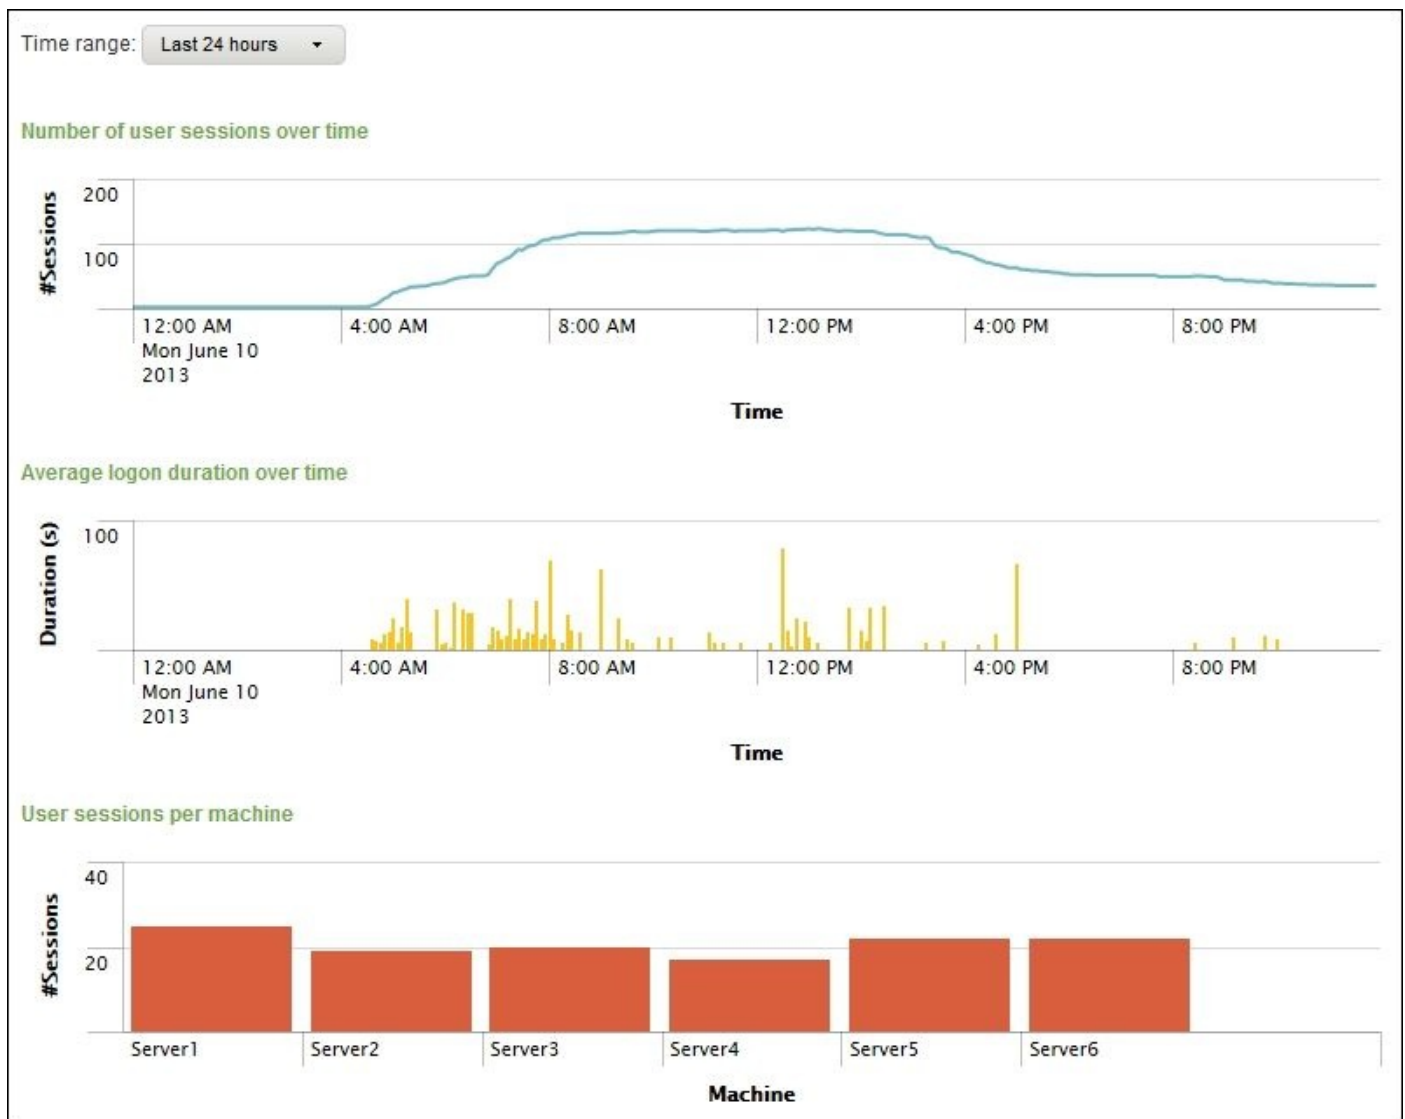 Time range: Last 24 hours
Number of user sessions over time
#Sessions
200
100
12:00 AM 4:00 AM 8:00 AM 12:00 PM 4:00 PM 8:00 PM
Mon June 10
2013
Time
Average logon duration over time
Duration (s)
100
12:00 AM 4:00 AM 8:00 AM 12:00 PM 4:00 PM 8:00 PM
Mon June 10
2013
Time
User sessions per machine
#Sessions
40
20
Server1 Server2 Server3 Server4 Server5 Server6
Machine